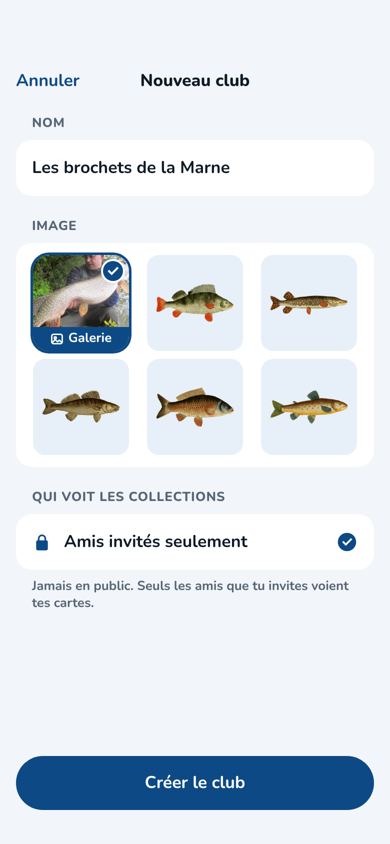 Annuler
Nouveau club
NOM
Les brochets de la Marne
IMAGE
Galerie
QUI VOIT LES COLLECTIONS
Amis invités seulement
Jamais en public. Seuls les amis que tu invites voient
tes cartes.
Créer le club